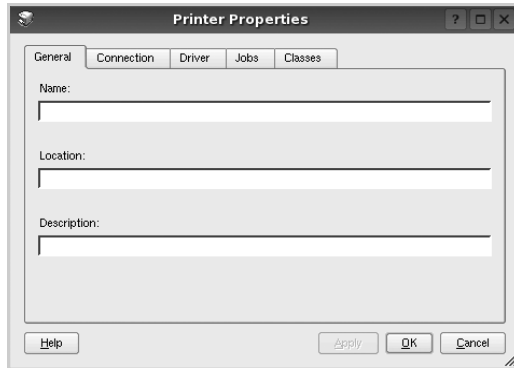 Printer Properties
?
General Connection Driver Jobs Classes
Name:
Location:
Description:
Help Apply OK Cancel